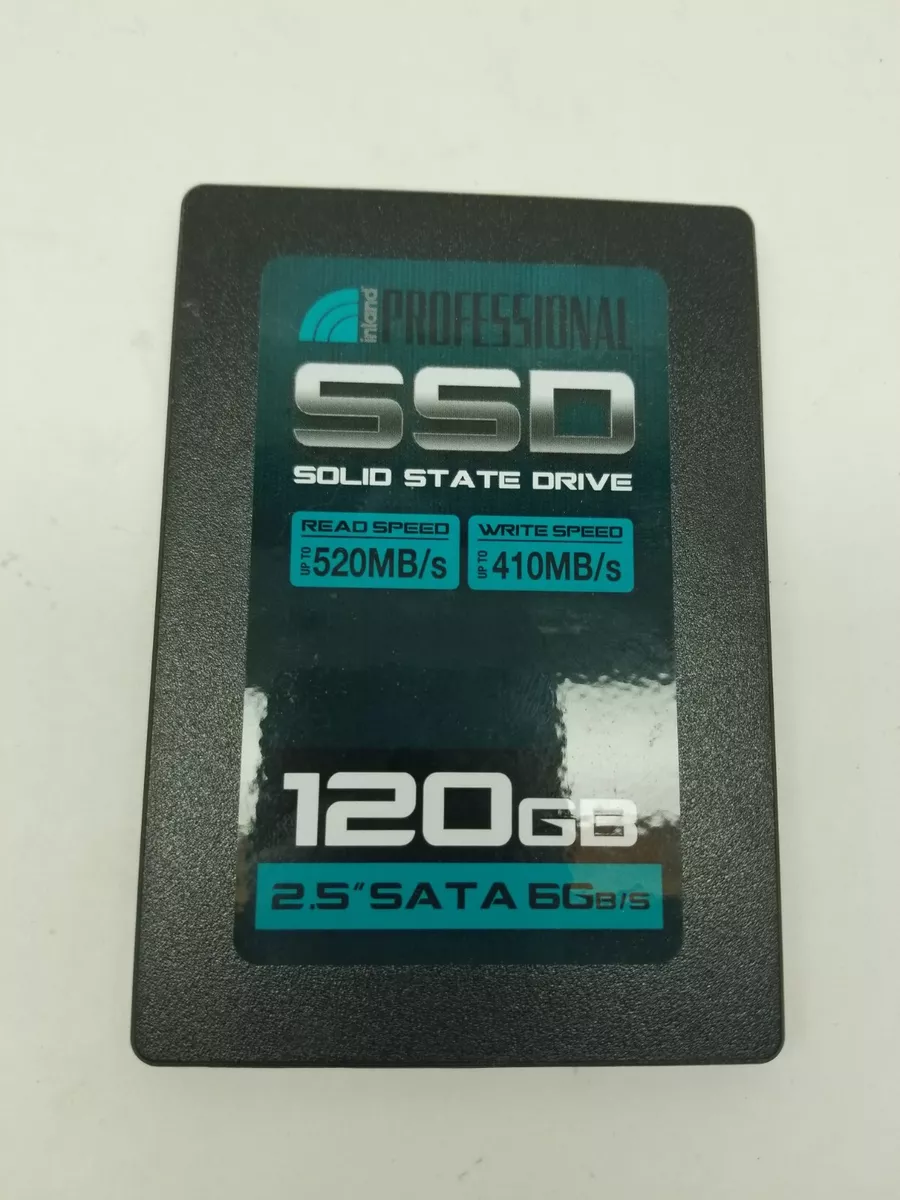 inland PROFESSIONAL
SSD
SOLID STATE DRIVE
READ SPEED
UP TO 520MB/s
WRITE SPEED
UP TO 410MB/s
120GB
2.5" SATA 6GB/S